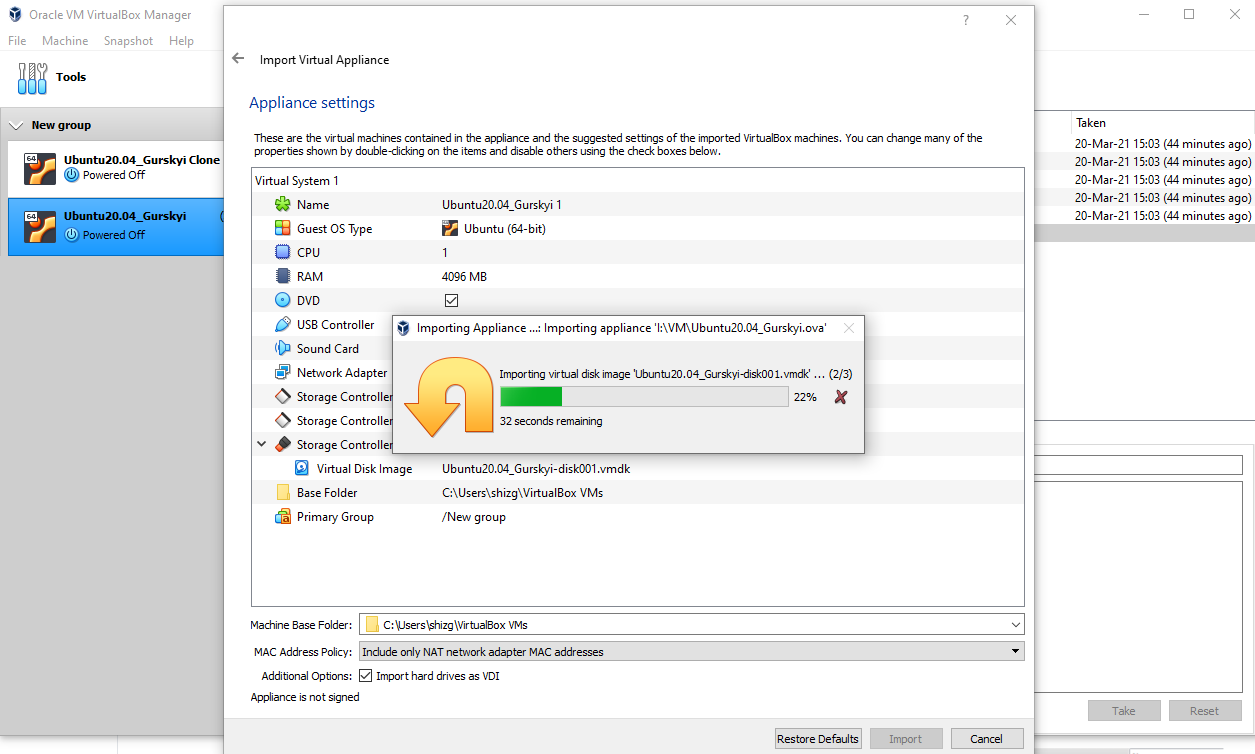 Oracle VM VirtualBox Manager
File Machine Snapshot Help
Tools
New group
64
Ubuntu20.04_Gurskyi Clone
Powered Off
64
Ubuntu20.04_Gurskyi
Powered Off
?
Import Virtual Appliance
Appliance settings
These are the virtual machines contained in the appliance and the suggested settings of the imported VirtualBox machines. You can change many of the
properties shown by double-clicking on the items and disable others using the check boxes below.
Virtual System 1
Name Ubuntu20.04_Gurskyi 1
Guest OS Type Ubuntu (64-bit)
CPU 1
RAM 4096 MB
DVD
USB Controller
Sound Card
Network Adapter
Storage Controller
Storage Controller
Storage Controller
Virtual Disk Image Ubuntu20.04_Gurskyi-disk001.vmdk
Base Folder C:\Users\shizg\VirtualBox VMs
Primary Group /New group
Importing Appliance ...: Importing appliance 'I:\VM\Ubuntu20.04_Gurskyi.ova'
Importing virtual disk image 'Ubuntu20.04_Gurskyi-disk001.vmdk' ... (2/3)
22%
32 seconds remaining
Machine Base Folder: C:\Users\shizg\VirtualBox VMs
MAC Address Policy: Include only NAT network adapter MAC addresses
Additional Options: Import hard drives as VDI
Appliance is not signed
Restore Defaults Import Cancel
Taken
20-Mar-21 15:03 (44 minutes ago)
20-Mar-21 15:03 (44 minutes ago)
20-Mar-21 15:03 (44 minutes ago)
20-Mar-21 15:03 (44 minutes ago)
20-Mar-21 15:03 (44 minutes ago)
Take Reset